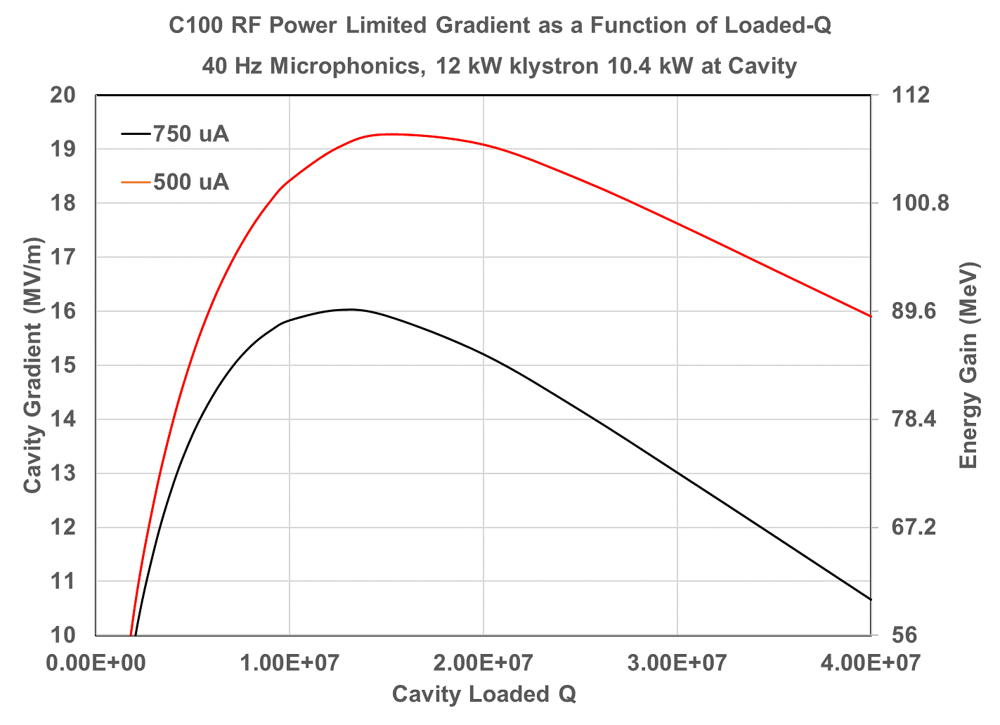 C100 RF Power Limited Gradient as a Function of Loaded-Q
40 Hz Microphonics, 12 kW klystron 10.4 kW at Cavity
750 uA
500 uA
Cavity Gradient (MV/m)
20
19
18
17
16
15
14
13
12
11
10
112
100.8
89.6
78.4
67.2
56
Energy Gain (MeV)
0.00E+00 1.00E+07 2.00E+07 3.00E+07 4.00E+07
Cavity Loaded Q